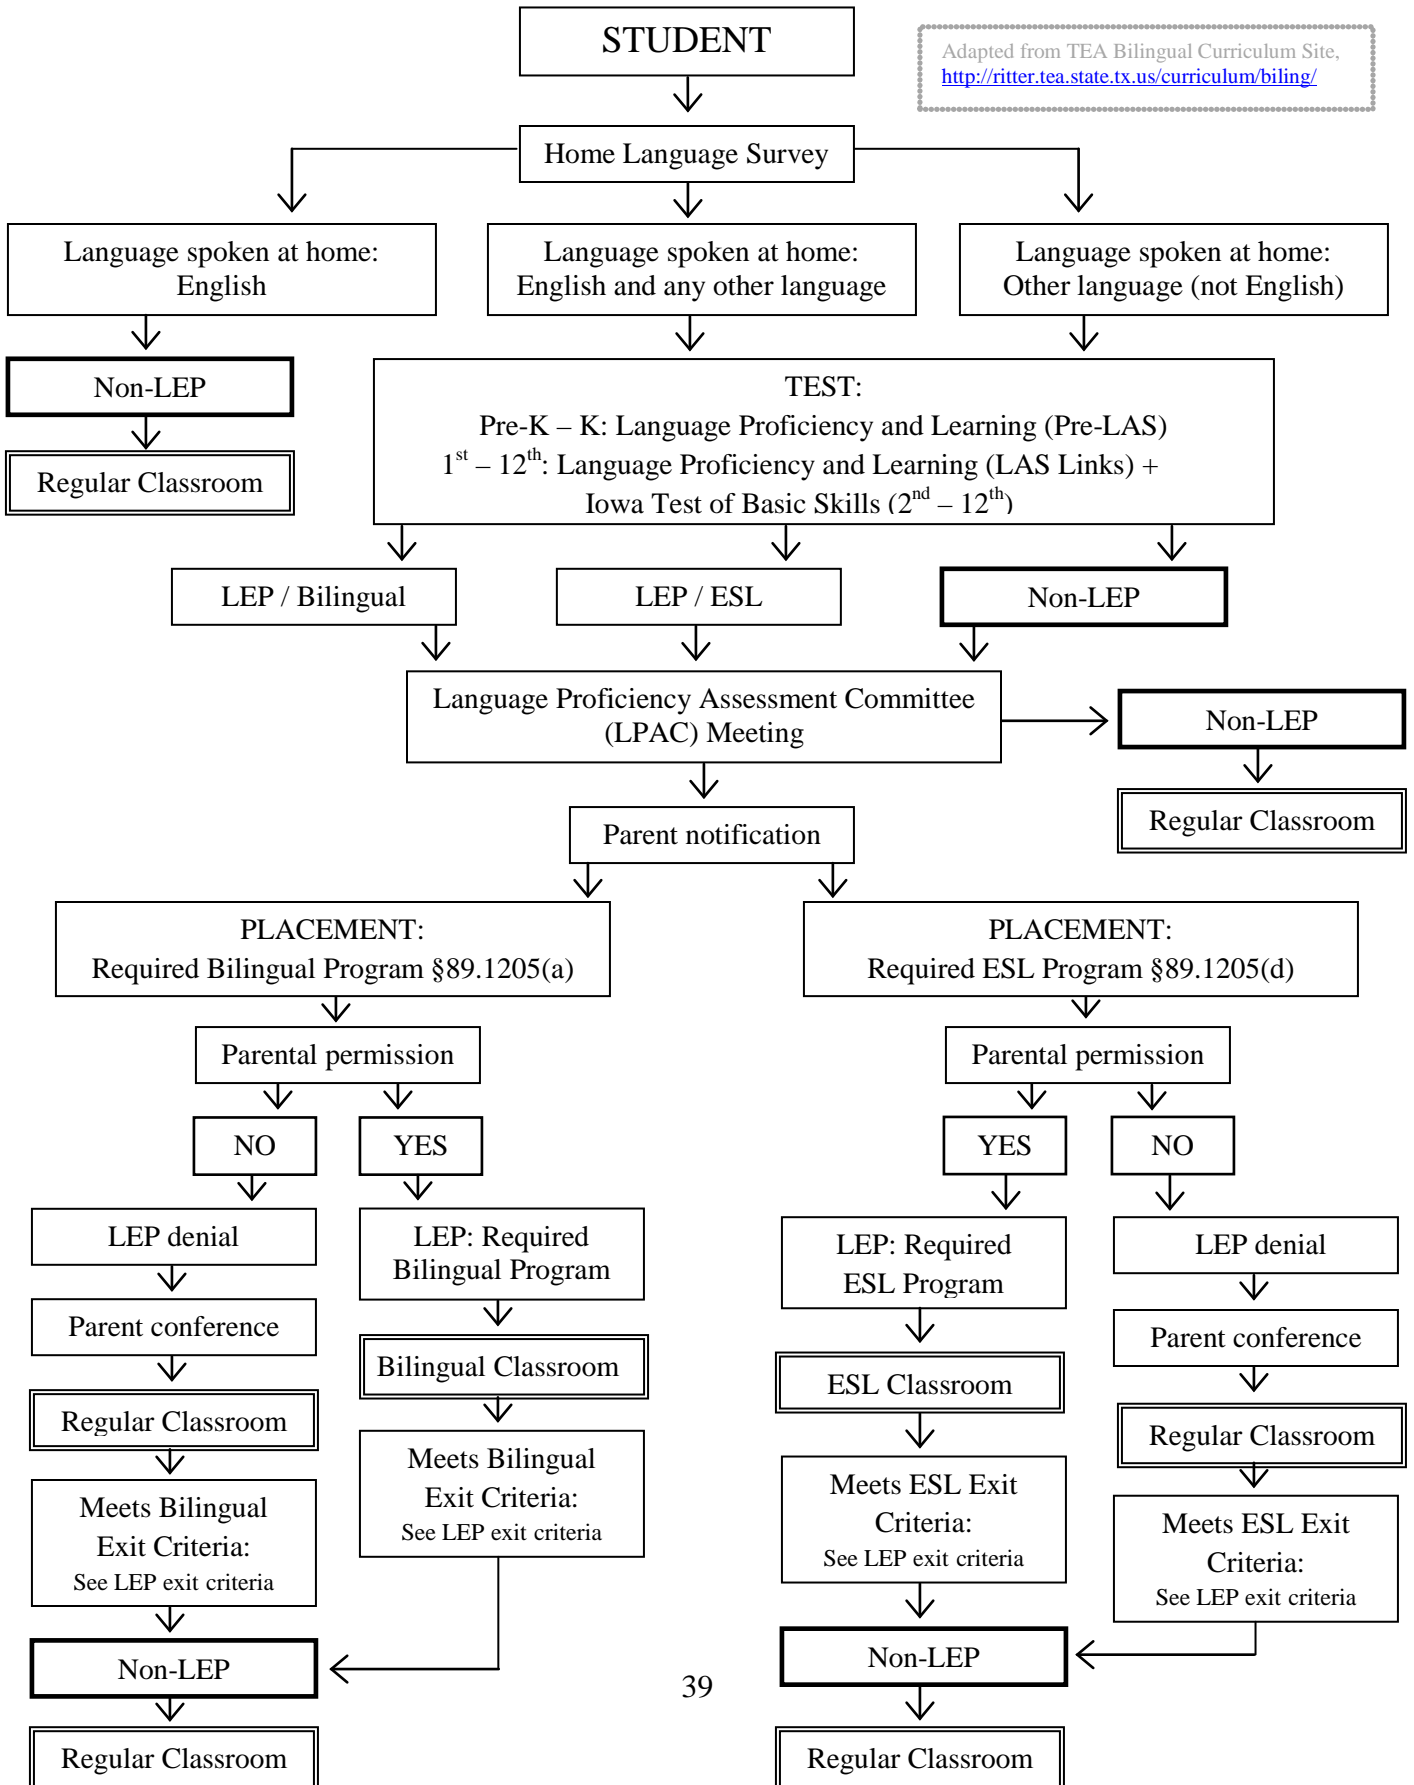 STUDENT
Adapted from TEA Bilingual Curriculum Site,
http://ritter.tea.state.tx.us/curriculum/biling/
Home Language Survey
Language spoken at home:
English
Language spoken at home:
English and any other language
Language spoken at home:
Other language (not English)
Non-LEP
Regular Classroom
TEST:
Pre-K – K: Language Proficiency and Learning (Pre-LAS)
1st – 12th: Language Proficiency and Learning (LAS Links) +
Iowa Test of Basic Skills (2nd – 12th)
LEP / Bilingual
LEP / ESL
Non-LEP
Language Proficiency Assessment Committee
(LPAC) Meeting
Non-LEP
Regular Classroom
Parent notification
PLACEMENT:
Required Bilingual Program §89.1205(a)
PLACEMENT:
Required ESL Program §89.1205(d)
Parental permission
Parental permission
NO
YES
YES
NO
LEP denial
LEP: Required
Bilingual Program
LEP: Required
ESL Program
LEP denial
Parent conference
Bilingual Classroom
ESL Classroom
Parent conference
Regular Classroom
Regular Classroom
Meets Bilingual
Exit Criteria:
See LEP exit criteria
Meets Bilingual
Exit Criteria:
See LEP exit criteria
Meets ESL Exit
Criteria:
See LEP exit criteria
Meets ESL Exit
Criteria:
See LEP exit criteria
Non-LEP
Non-LEP
39
Regular Classroom
Regular Classroom